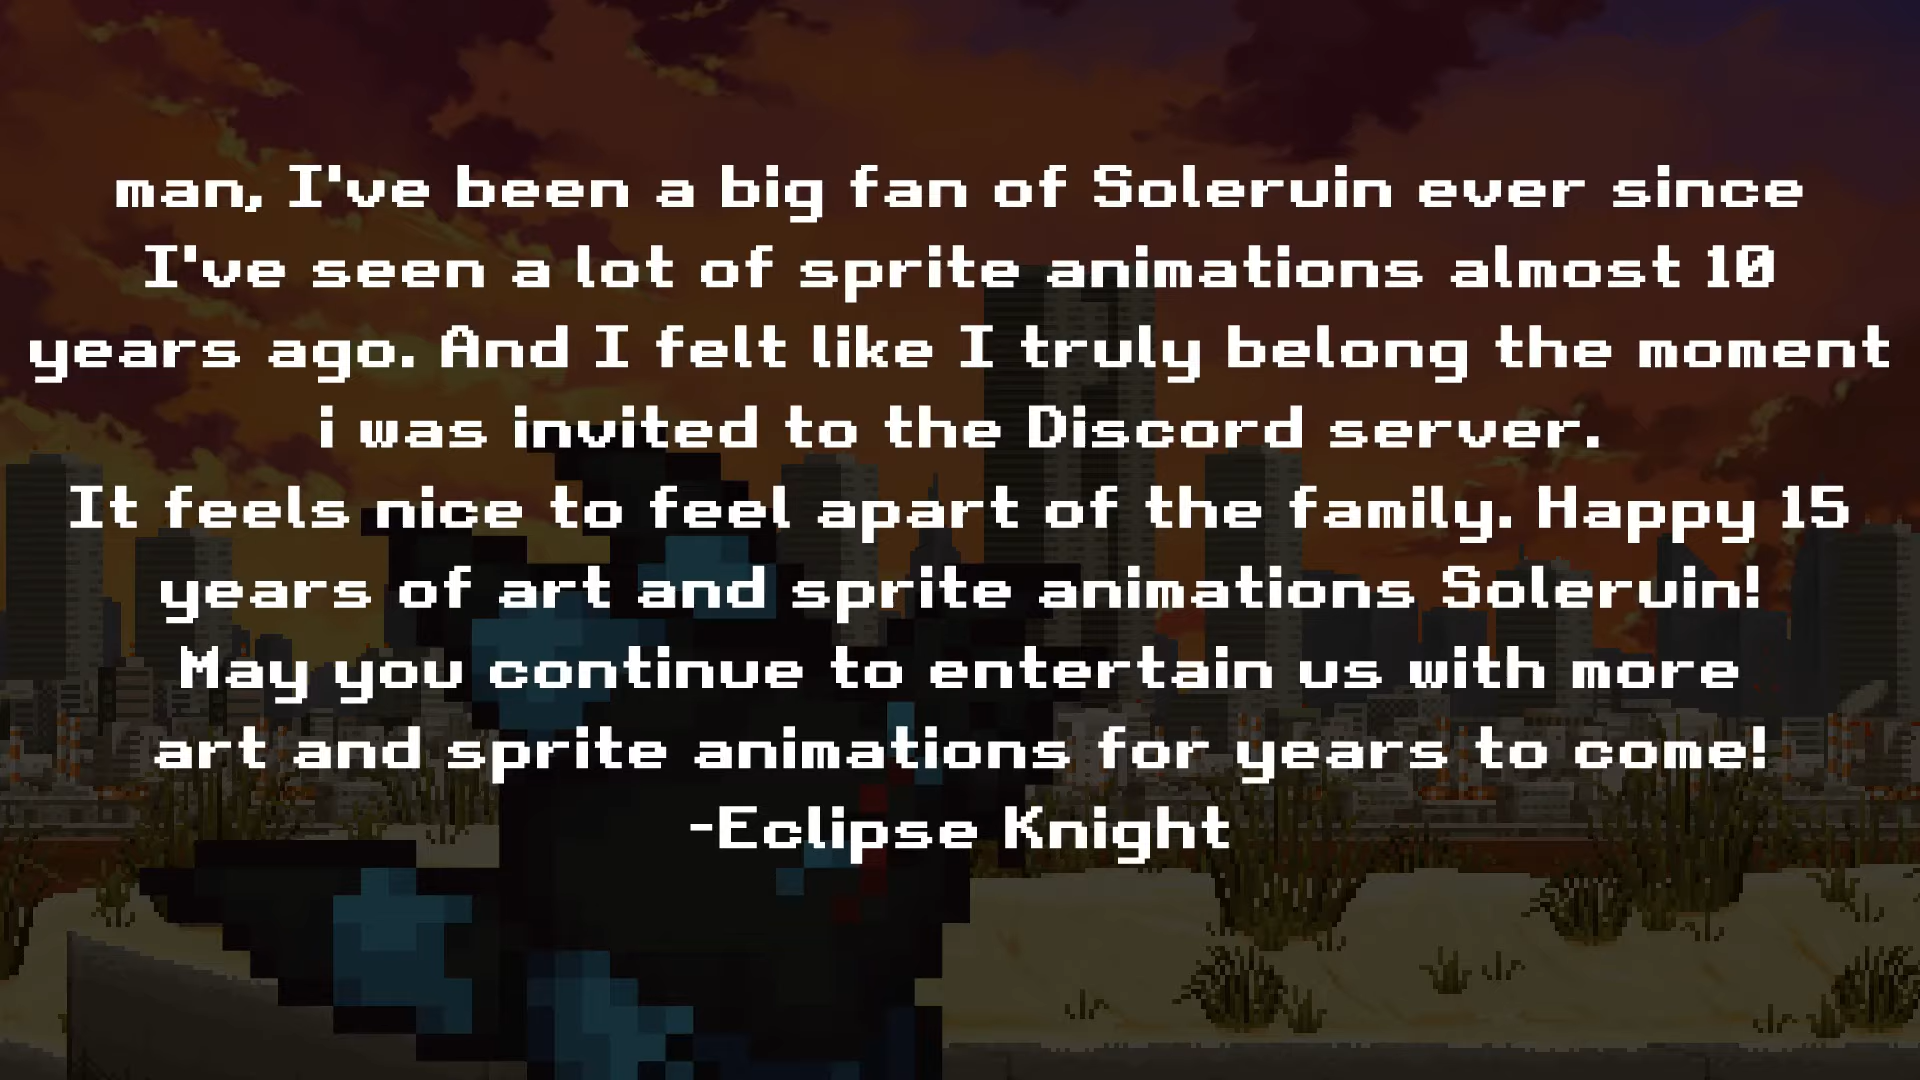 man, I've been a big fan of Soleruin ever since
I've seen a lot of sprite animations almost 10
years ago. And I felt like I truly belong the moment
i was invited to the Discord server.
It feels nice to feel apart of the family. Happy 15
years of art and sprite animations Soleruin!
May you continue to entertain us with more
art and sprite animations for years to come!
-Eclipse Knight